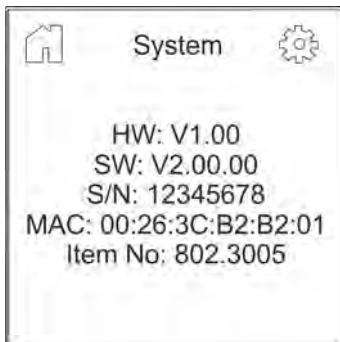 System
HW: V1.00
SW: V2.00.00
S/N: 12345678
MAC: 00:26:3C:B2:B2:01
Item No: 802.3005